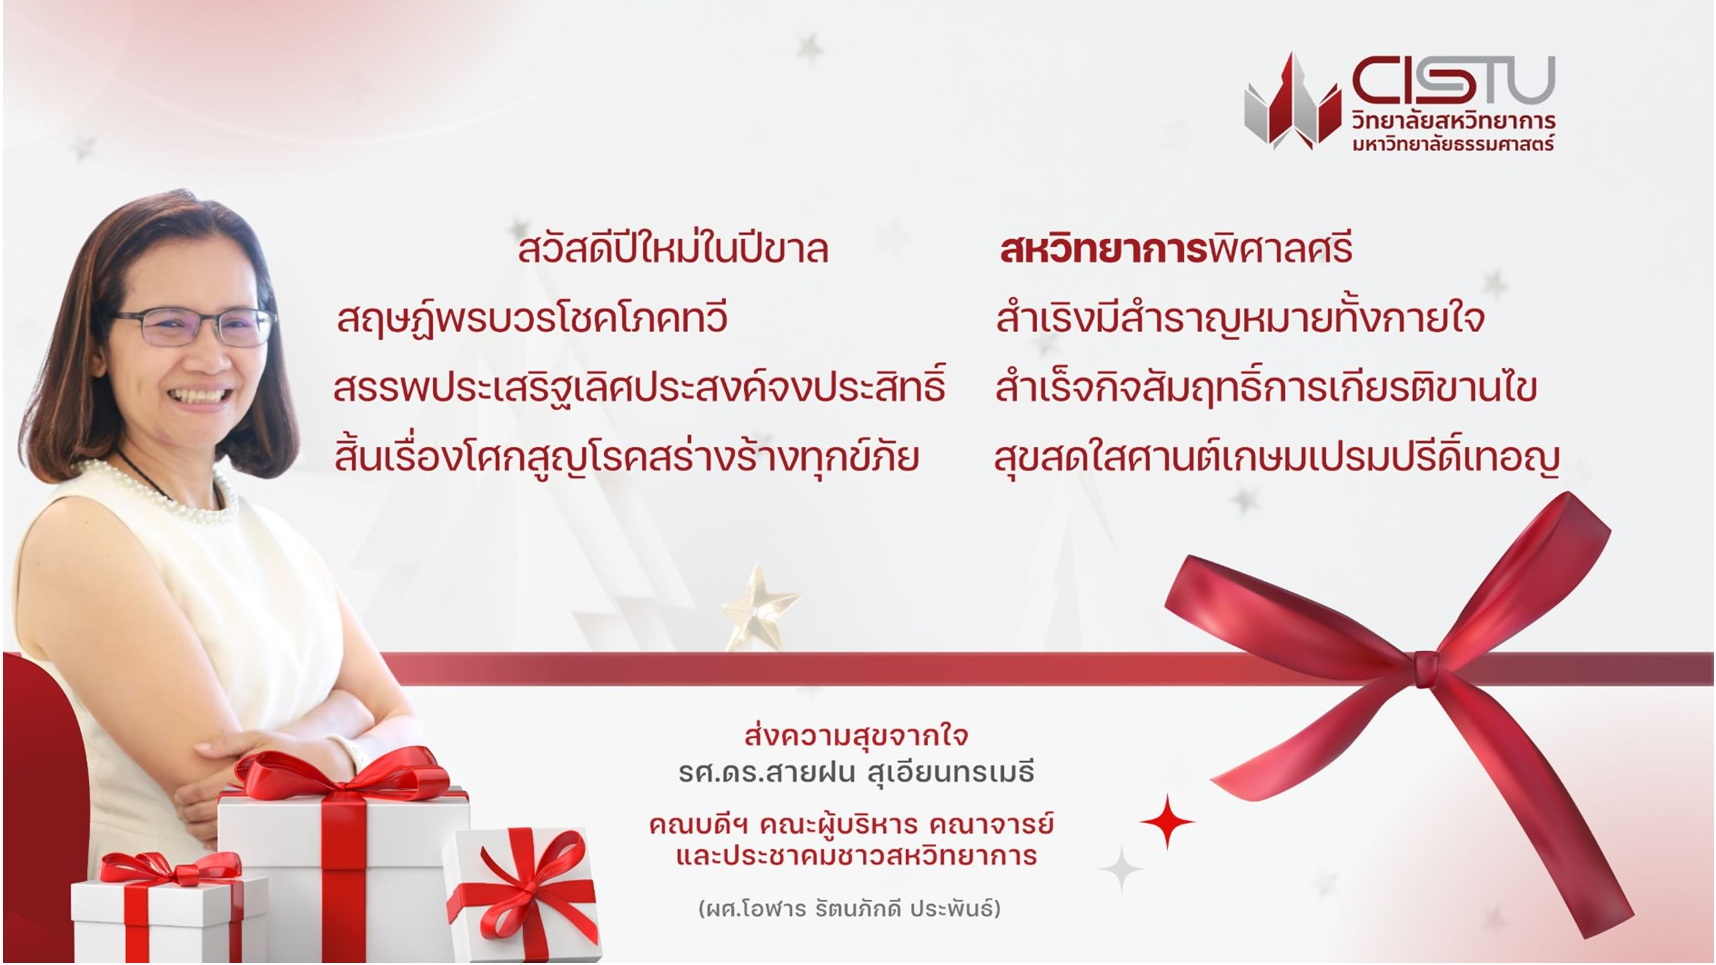 CISTU
วิทยาลัยสหวิทยาการ
มหาวิทยาลัยธรรมศาสตร์
สวัสดีปีใหม่ในปีขาล สหวิทยาการพิศาลศรี
สฤษฏ์พรบวรโชคโภคทวี สำเริงมีสำราญหมายทั้งกายใจ
สรรพประเสริฐเลิศประสงค์จงประสิทธิ์ สำเร็จกิจสัมฤทธิ์การเกียรติขานไข
สิ้นเรื่องโศกสูญโรคสร่างร้างทุกข์ภัย สุขสดใสศานต์เกษมเปรมปรีดิ์เทอญ
ส่งความสุขจากใจ
รศ.ดร.สายฝน สุเอียนทรเมธี
คณบดีฯ คณะผู้บริหาร คณาจารย์
และประชาคมชาวสหวิทยาการ
(ผศ.โอฬาร รัตนภักดี ประพันธ์)